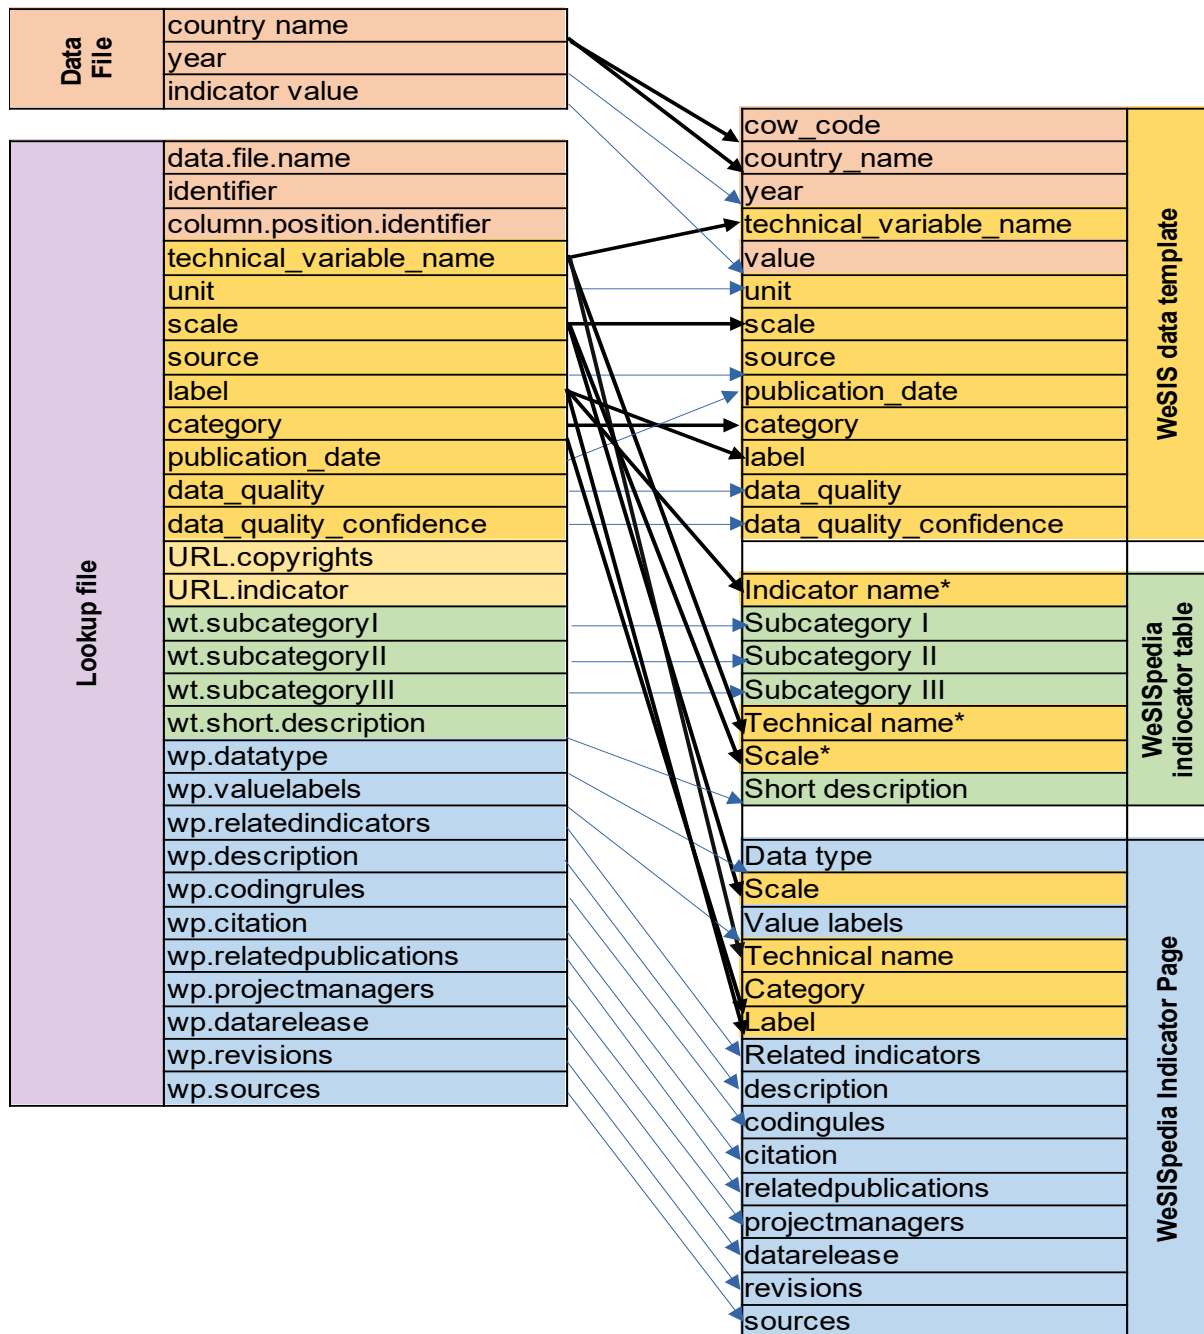 Data
File
country name
year
indicator value
Lookup file
data.file.name
identifier
column.position.identifier
technical_variable_name
unit
scale
source
label
category
publication_date
data_quality
data_quality_confidence
URL.copyrights
URL.indicator
wt.subcategoryI
wt.subcategoryII
wt.subcategoryIII
wt.short.description
wp.datatype
wp.valuelabels
wp.relatedindicators
wp.description
wp.codingrules
wp.citation
wp.relatedpublications
wp.projectmanagers
wp.datarelease
wp.revisions
wp.sources
cow_code
country_name
year
technical_variable_name
value
unit
scale
source
publication_date
category
label
data_quality
data_quality_confidence
WeSIS data template
Indicator name*
Subcategory I
Subcategory II
Subcategory III
Technical name*
Scale*
Short description
WeSISpedia
indiocator table
Data type
Scale
Value labels
Technical name
Category
Label
Related indicators
description
codingules
citation
relatedpublications
projectmanagers
datarelease
revisions
sources
WeSISpedia Indicator Page